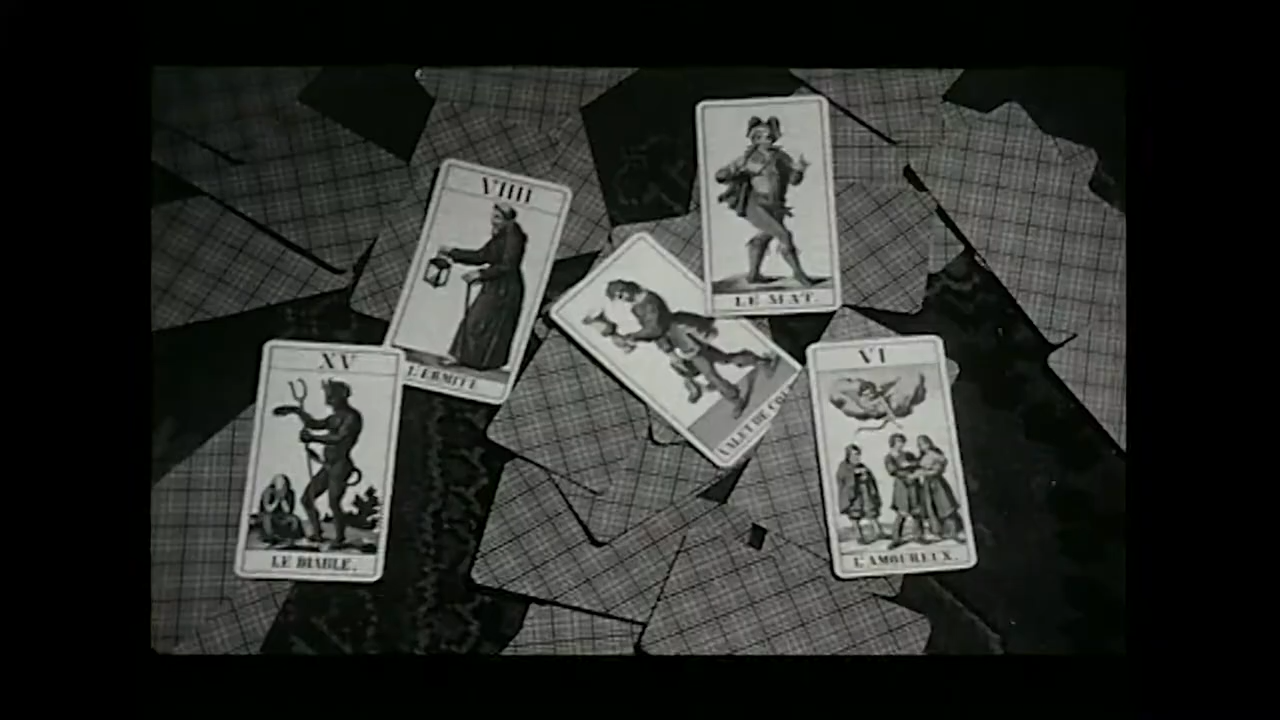 VIIII
L'ERMITE
LE MAT.
XV
LE DIABLE.
VALET DE
VI
L'AMOUREUX.